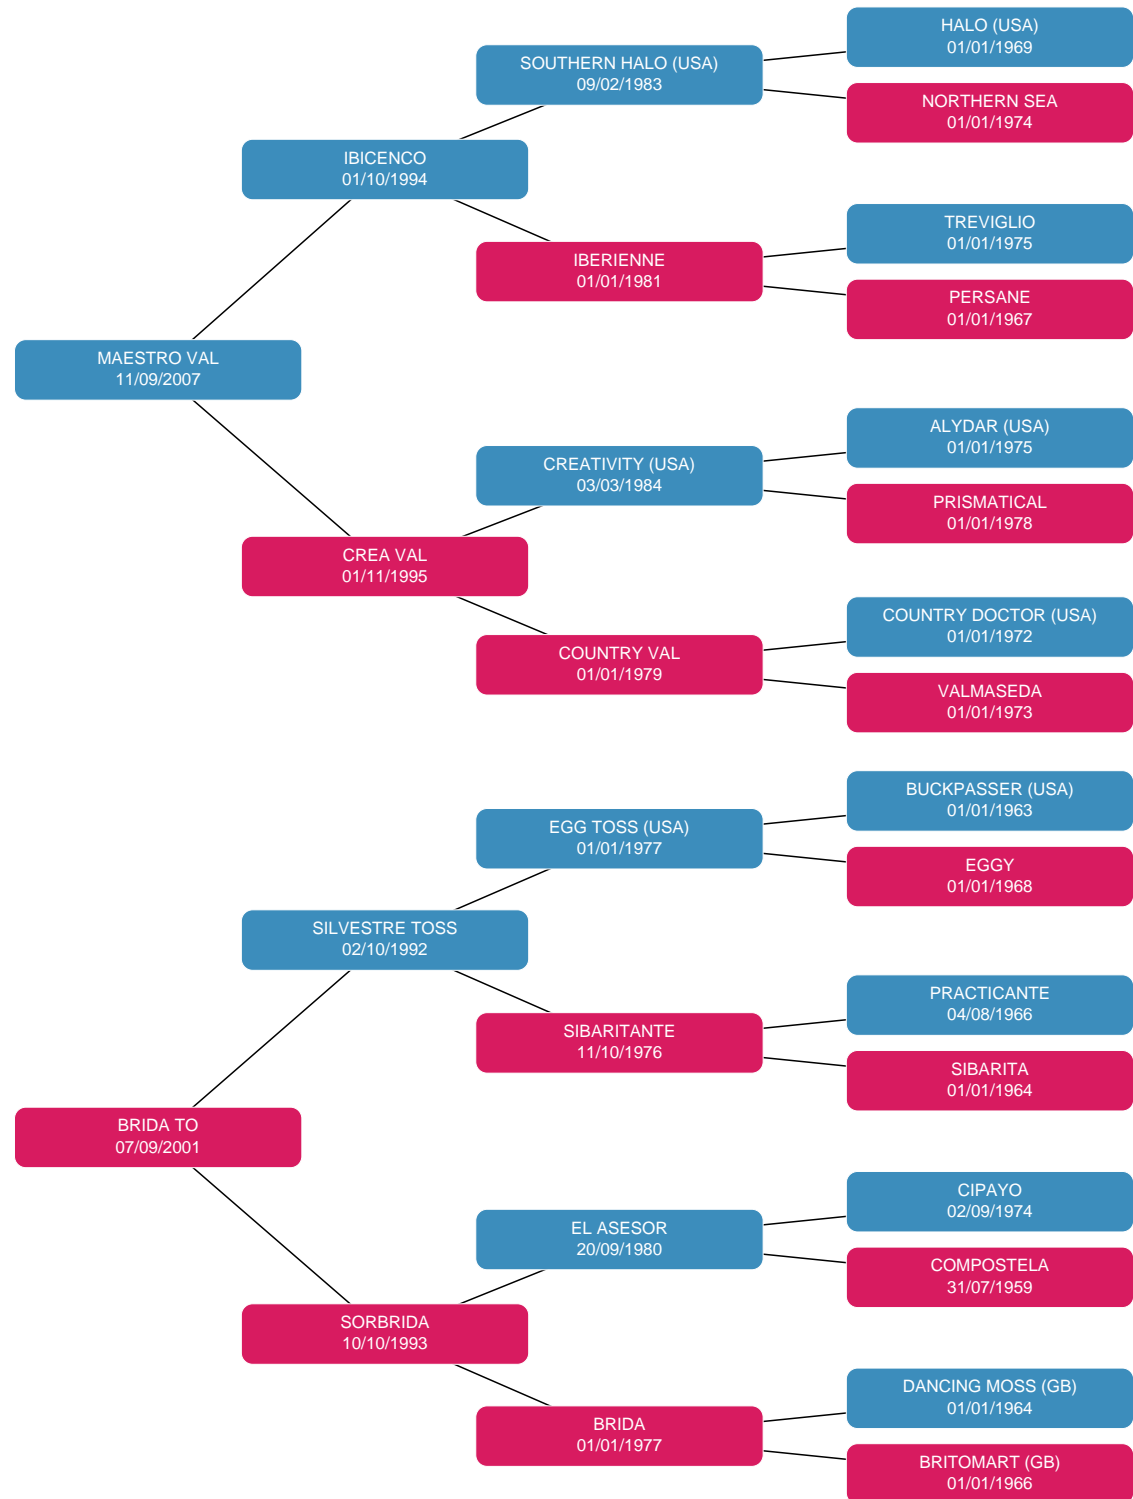 HALO (USA)
01/01/1969
SOUTHERN HALO (USA)
09/02/1983
NORTHERN SEA
01/01/1974
IBICENCO
01/10/1994
TREVIGLIO
01/01/1975
IBERIENNE
01/01/1981
PERSANE
01/01/1967
MAESTRO VAL
11/09/2007
ALYDAR (USA)
01/01/1975
CREATIVITY (USA)
03/03/1984
PRISMATICAL
01/01/1978
CREA VAL
01/11/1995
COUNTRY DOCTOR (USA)
01/01/1972
COUNTRY VAL
01/01/1979
VALMASEDA
01/01/1973
BUCKPASSER (USA)
01/01/1963
EGG TOSS (USA)
01/01/1977
EGGY
01/01/1968
SILVESTRE TOSS
02/10/1992
PRACTICANTE
04/08/1966
SIBARITANTE
11/10/1976
SIBARITA
01/01/1964
BRIDA TO
07/09/2001
CIPAYO
02/09/1974
EL ASESOR
20/09/1980
COMPOSTELA
31/07/1959
SORBRIDA
10/10/1993
DANCING MOSS (GB)
01/01/1964
BRIDA
01/01/1977
BRITOMART (GB)
01/01/1966